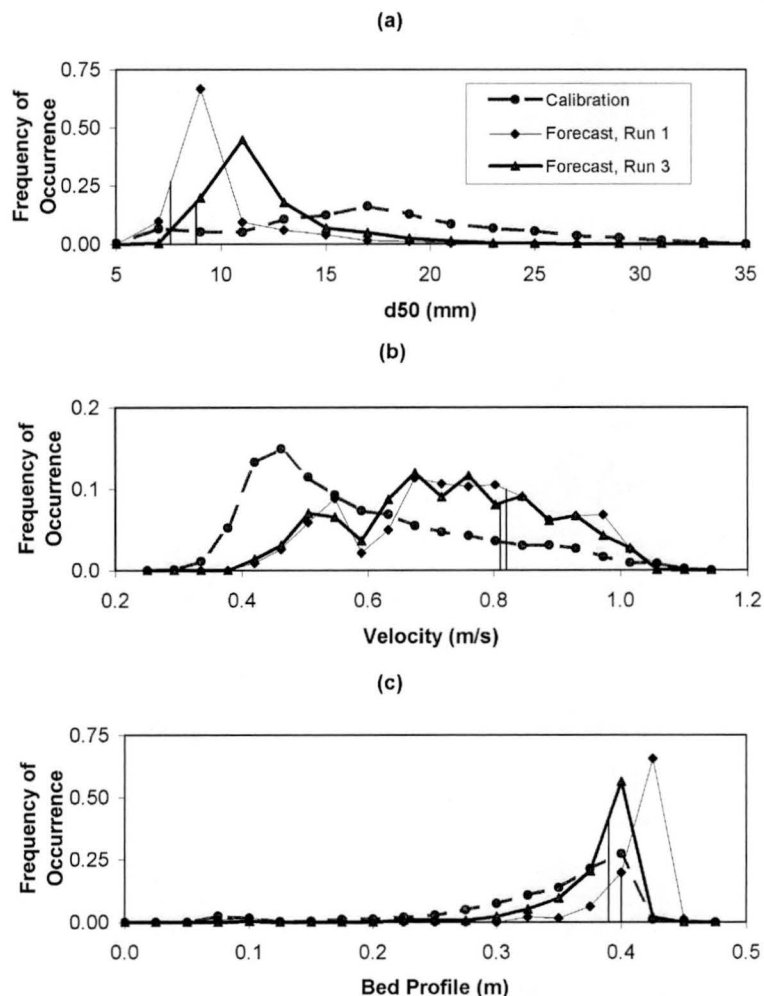 (a)
Frequency of
Occurrence
0.75
0.50
0.25
0.00
5 10 15 20 25 30 35
d50 (mm)
Calibration
Forecast, Run 1
Forecast, Run 3
(b)
Frequency of
Occurrence
0.2
0.1
0.0
0.2 0.4 0.6 0.8 1.0 1.2
Velocity (m/s)
(c)
Frequency of
Occurrence
0.75
0.50
0.25
0.00
0.0 0.1 0.2 0.3 0.4 0.5
Bed Profile (m)